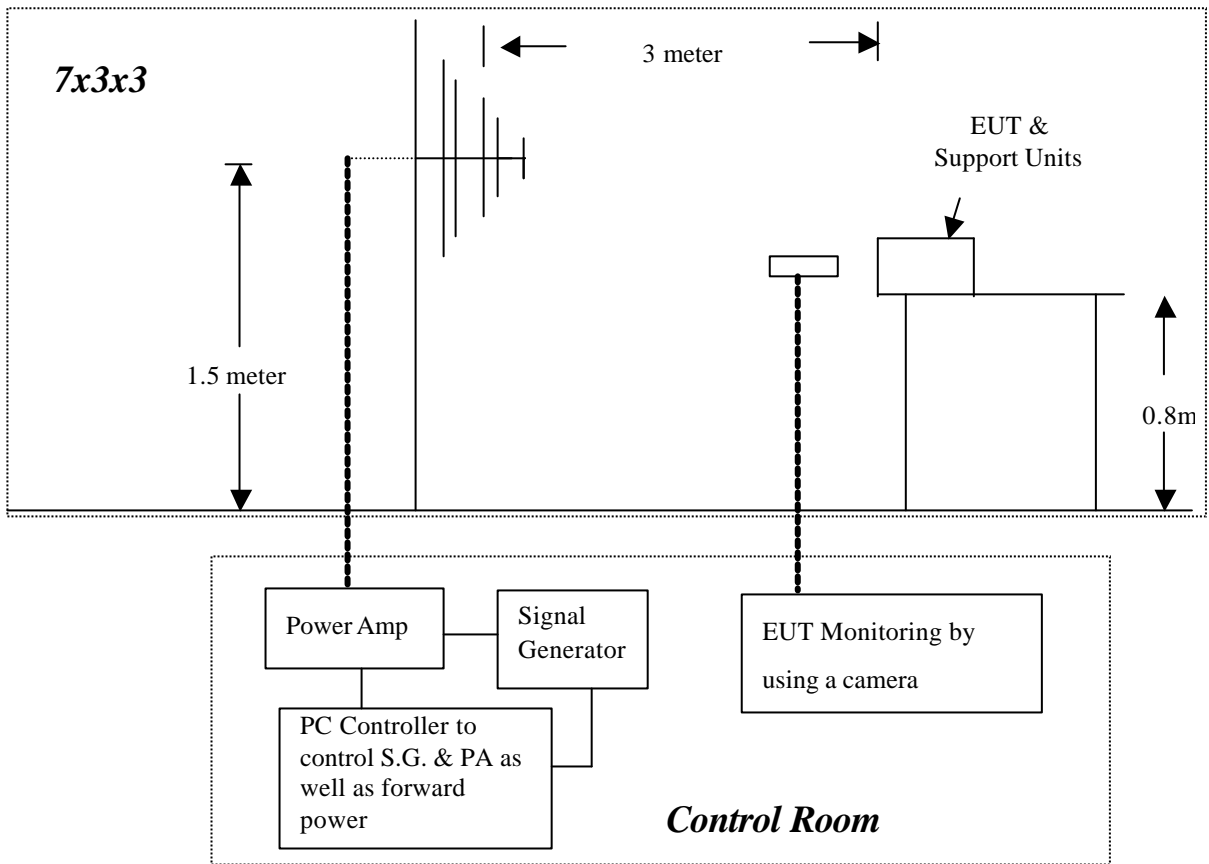 3 meter
7x3x3
EUT &
Support Units
1.5 meter
0.8m
Power Amp
Signal
Generator
EUT Monitoring by
using a camera
PC Controller to
control S.G. & PA as
well as forward
power
Control Room